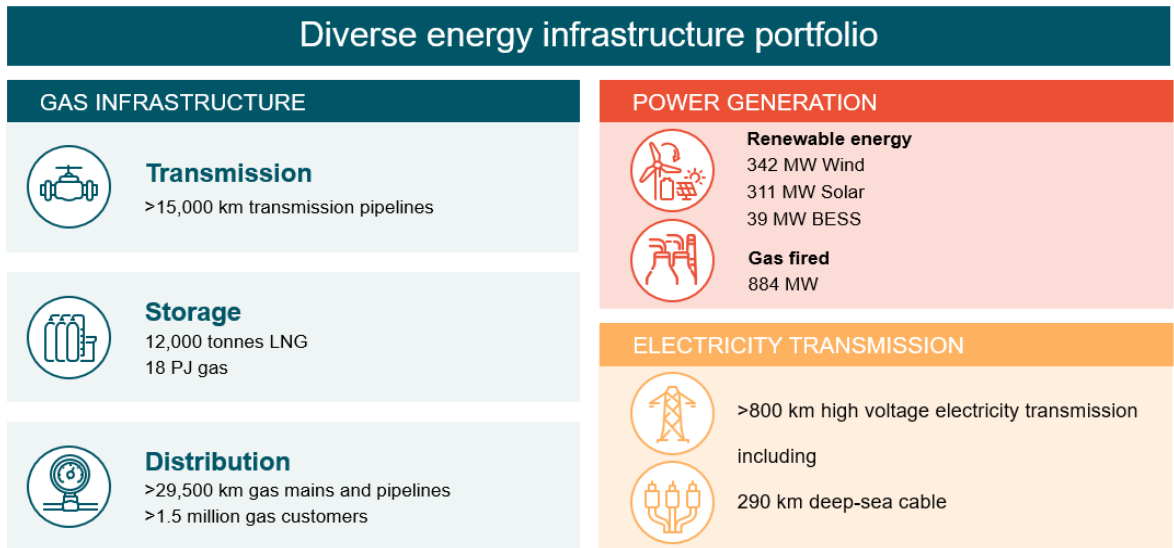 Diverse energy infrastructure portfolio
GAS INFRASTRUCTURE
Transmission
>15,000 km transmission pipelines
Storage
12,000 tonnes LNG
18 PJ gas
Distribution
>29,500 km gas mains and pipelines
>1.5 million gas customers
POWER GENERATION
Renewable energy
342 MW Wind
311 MW Solar
39 MW BESS
Gas fired
884 MW
ELECTRICITY TRANSMISSION
>800 km high voltage electricity transmission
including
290 km deep-sea cable